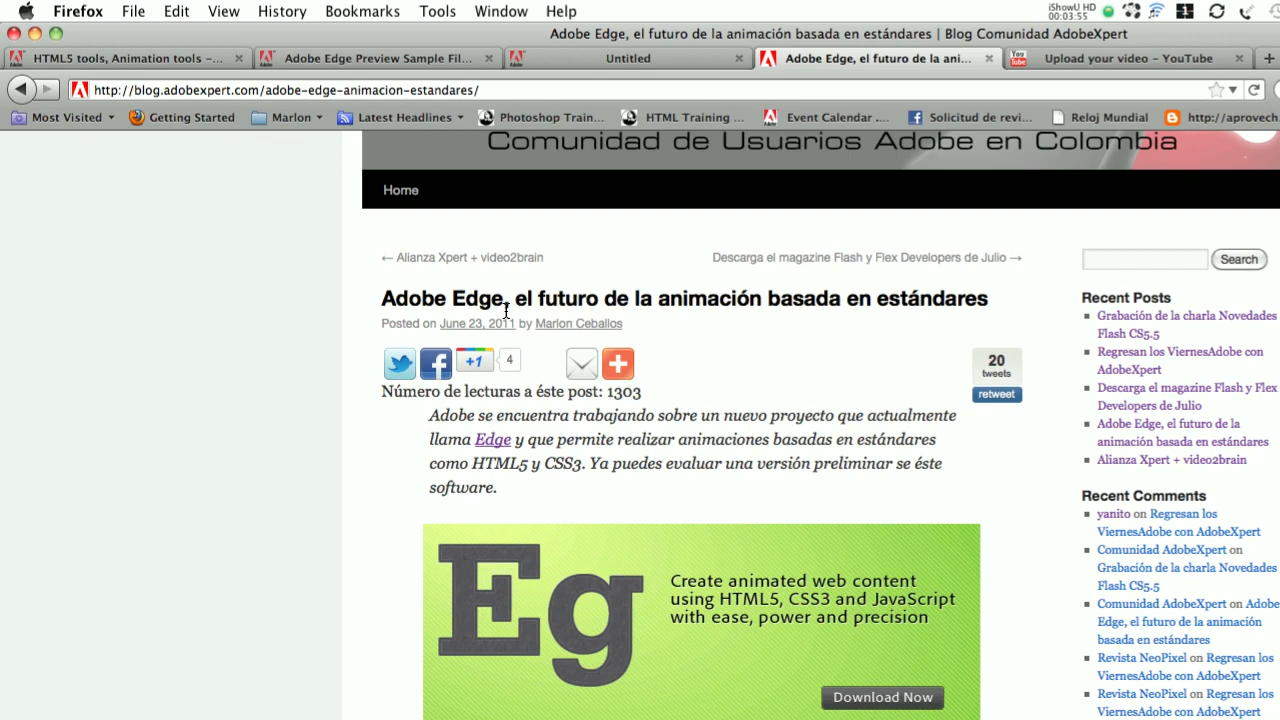 Firefox File Edit View History Bookmarks Tools Window Help
iShowU HD
00:03:55
Adobe Edge, el futuro de la animación basada en estándares | Blog Comunidad AdobeXpert
HTML5 tools, Animation tools -... Adobe Edge Preview Sample Fil... Untitled Adobe Edge, el futuro de la ani... Upload your video - YouTube
http://blog.adobexpert.com/adobe-edge-animacion-estandares/
Most Visited Getting Started Marlon Latest Headlines Photoshop Train... HTML Training ... Event Calendar .... Solicitud de revi... Reloj Mundial http://aprovech.
Comunidad de Usuarios Adobe en Colombia
Home
← Alianza Xpert + video2brain Descarga el magazine Flash y Flex Developers de Julio →
Adobe Edge, el futuro de la animación basada en estándares
Posted on June 23, 2011 by Marlon Ceballos
+1 4
20
tweets
retweet
Número de lecturas a éste post: 1303
Adobe se encuentra trabajando sobre un nuevo proyecto que actualmente
llama Edge y que permite realizar animaciones basadas en estándares
como HTML5 y CSS3. Ya puedes evaluar una versión preliminar se éste
software.
Eg
Create animated web content
using HTML5, CSS3 and JavaScript
with ease, power and precision
Download Now
Search
Recent Posts
Grabación de la charla Novedades
Flash CS5.5
Regresan los ViernesAdobe con
AdobeXpert
Descarga el magazine Flash y Flex
Developers de Julio
Adobe Edge, el futuro de la
animación basada en estándares
Alianza Xpert + video2brain
Recent Comments
yanito on Regresan los
ViernesAdobe con AdobeXpert
Comunidad AdobeXpert on
Grabación de la charla Novedades
Flash CS5.5
Comunidad AdobeXpert on Adobe
Edge, el futuro de la animación
basada en estándares
Revista NeoPixel on Regresan los
ViernesAdobe con AdobeXpert
Revista NeoPixel on Regresan los
ViernesAdobe con AdobeXpert